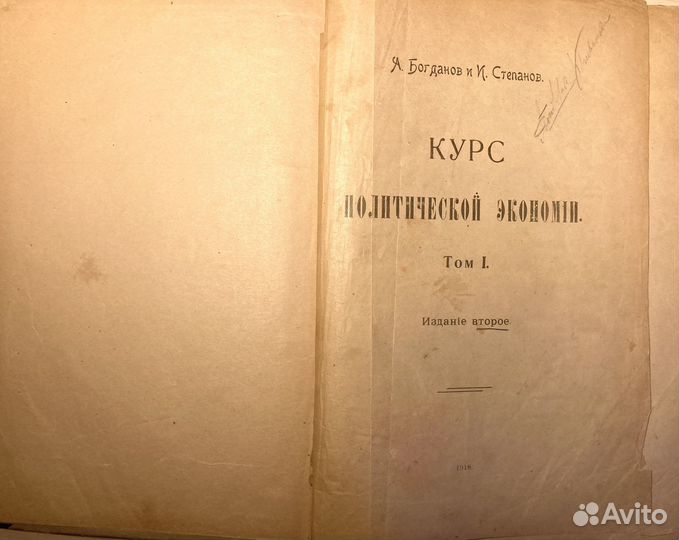 А. Богданов и И. Степанов.
КУРС
ПОЛИТИЧЕСКОЙ ЭКОНОМІИ.
Том I.
Изданіе второе.
1918
Avito